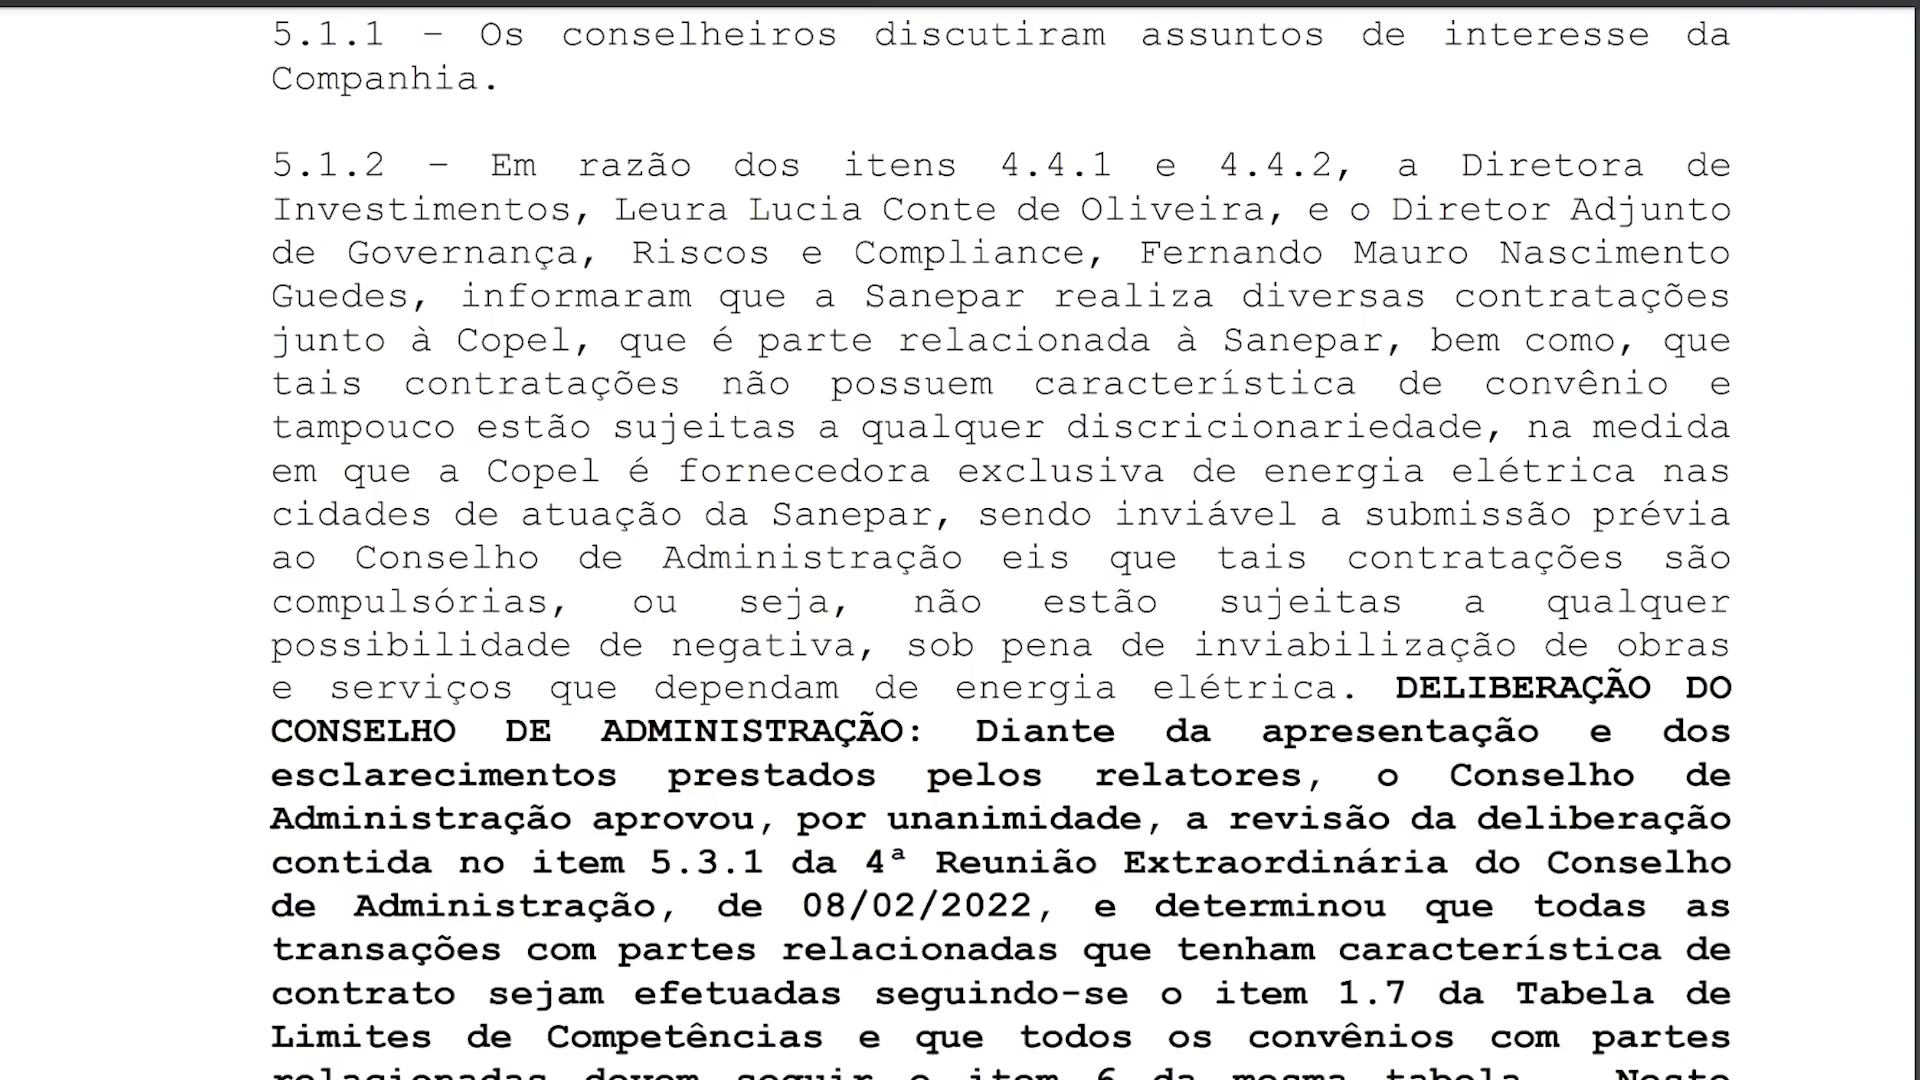 5.1.1 – Os conselheiros discutiram assuntos de interesse da
Companhia.
5.1.2 – Em razão dos itens 4.4.1 e 4.4.2, a Diretora de
Investimentos, Leura Lucia Conte de Oliveira, e o Diretor Adjunto
de Governança, Riscos e Compliance, Fernando Mauro Nascimento
Guedes, informaram que a Sanepar realiza diversas contratações
junto à Copel, que é parte relacionada à Sanepar, bem como, que
tais contratações não possuem característica de convênio e
tampouco estão sujeitas a qualquer discricionariedade, na medida
em que a Copel é fornecedora exclusiva de energia elétrica nas
cidades de atuação da Sanepar, sendo inviável a submissão prévia
ao Conselho de Administração eis que tais contratações são
compulsórias, ou seja, não estão sujeitas a qualquer
possibilidade de negativa, sob pena de inviabilização de obras
e serviços que dependam de energia elétrica. DELIBERAÇÃO DO
CONSELHO DE ADMINISTRAÇÃO: Diante da apresentação e dos
esclarecimentos prestados pelos relatores, o Conselho de
Administração aprovou, por unanimidade, a revisão da deliberação
contida no item 5.3.1 da 4ª Reunião Extraordinária do Conselho
de Administração, de 08/02/2022, e determinou que todas as
transações com partes relacionadas que tenham característica de
contrato sejam efetuadas seguindo-se o item 1.7 da Tabela de
Limites de Competências e que todos os convênios com partes
relacionadas devem seguir o item 6 da mesma tabela. Neste